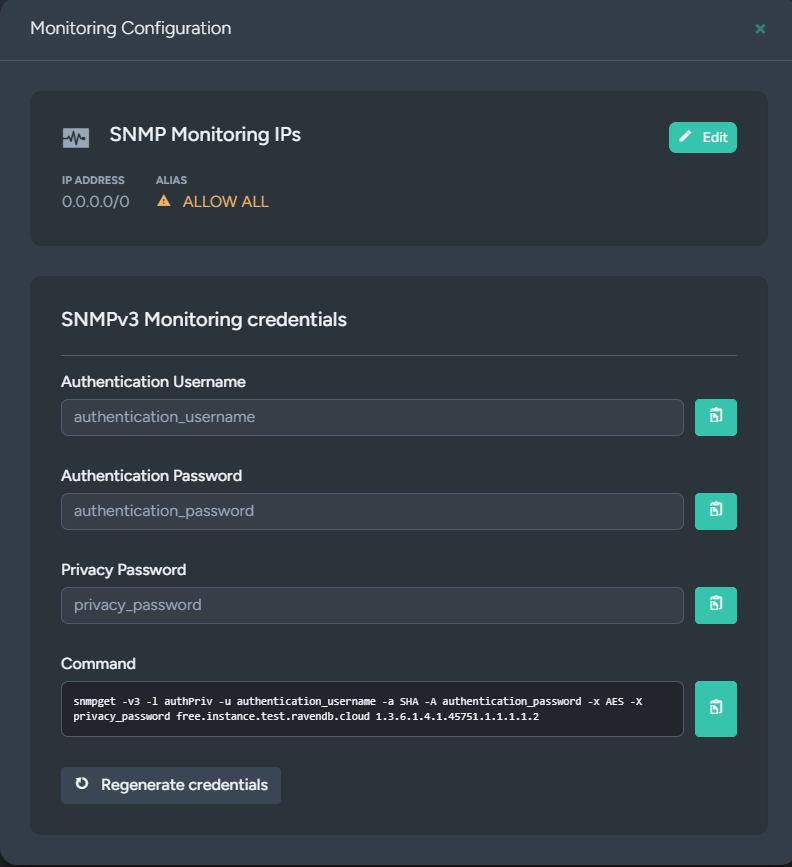 Monitoring Configuration
SNMP Monitoring IPs
Edit
IP ADDRESS ALIAS
0.0.0.0/0 ALLOW ALL
SNMPv3 Monitoring credentials
Authentication Username
authentication_username
Authentication Password
authentication_password
Privacy Password
privacy_password
Command
snmpget -v3 -l authPriv -u authentication_username -a SHA -A authentication_password -x AES -X
privacy_password free.instance.test.ravendb.cloud 1.3.6.1.4.1.45751.1.1.1.1.2
Regenerate credentials